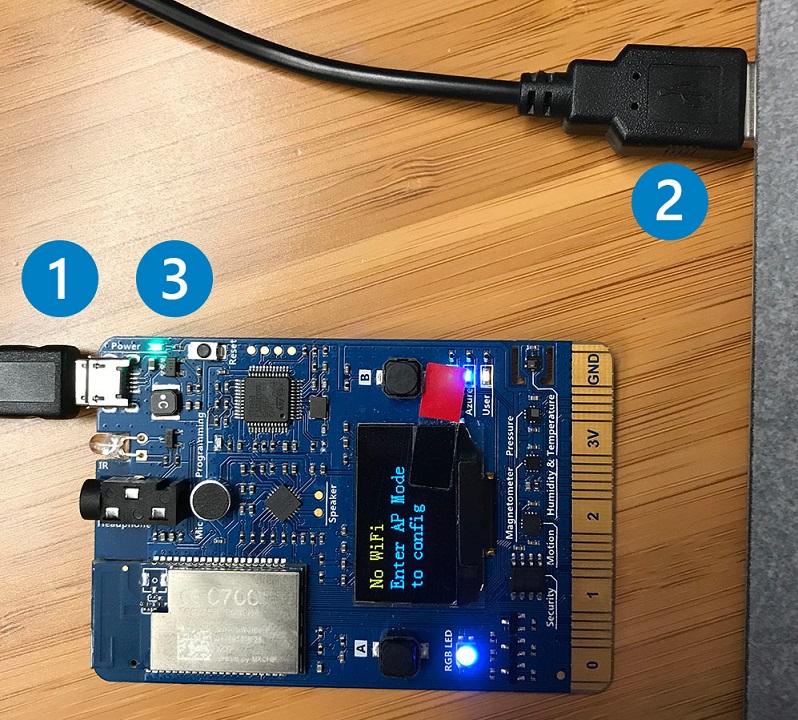 1
2
3
Power
Reset
B
Azure
User
GND
3V
2
1
0
Pressure
Humidity & Temperature
Magnetometer
Motion
Security
Programming
IR
Headphone
Mic
Speaker
No WiFi
Enter AP Mode
to config
C
C700
A
RGB LED